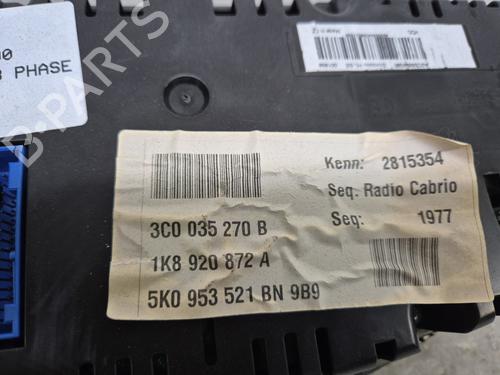 PHASE
B-PARTS
Kenn: 2815354
Seq. Radio Cabrio
Seq: 1977
3C0 035 270 B
1K8 920 872 A
5K0 953 521 BN 9B9